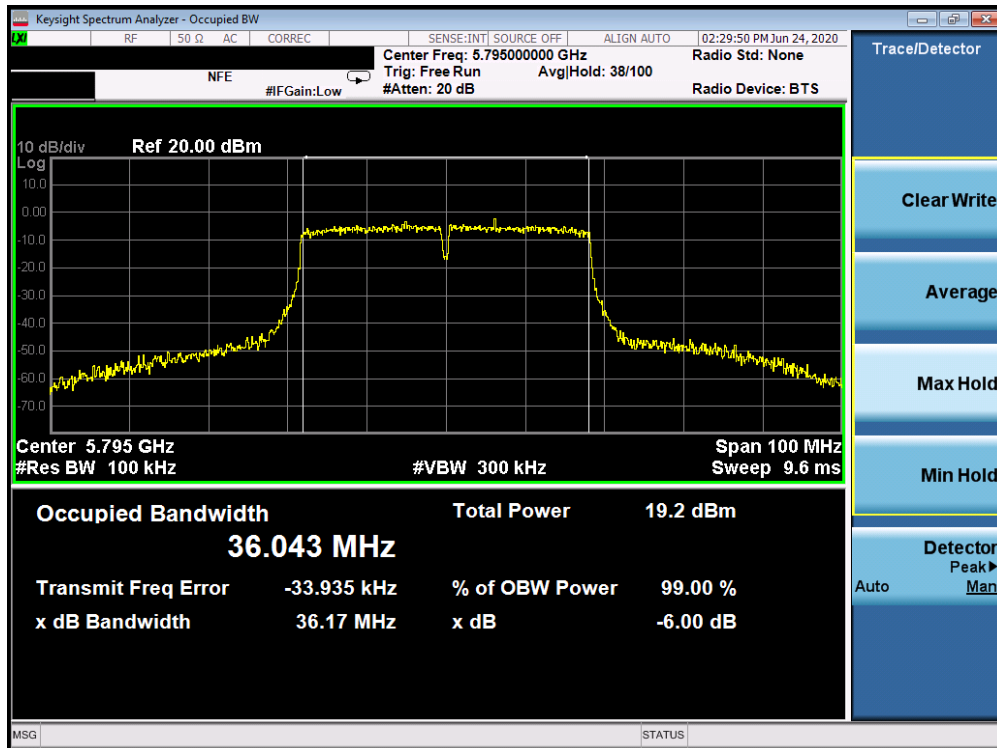 Keysight Spectrum Analyzer - Occupied BW
LXI RF 50 Ω AC CORREC SENSE:INT SOURCE OFF ALIGN AUTO 02:29:50 PM Jun 24, 2020
Center Freq: 5.795000000 GHz Radio Std: None
NFE Trig: Free Run Avg|Hold: 38/100
#IFGain:Low #Atten: 20 dB Radio Device: BTS
Trace/Detector
10 dB/div Ref 20.00 dBm
Log
10.0
0.00
-10.0
-20.0
-30.0
-40.0
-50.0
-60.0
-70.0
Center 5.795 GHz Span 100 MHz
#Res BW 100 kHz #VBW 300 kHz Sweep 9.6 ms
Occupied Bandwidth Total Power 19.2 dBm
36.043 MHz
Transmit Freq Error -33.935 kHz % of OBW Power 99.00 %
x dB Bandwidth 36.17 MHz x dB -6.00 dB
Clear Write
Average
Max Hold
Min Hold
Detector
Peak▶
Auto Man
MSG STATUS